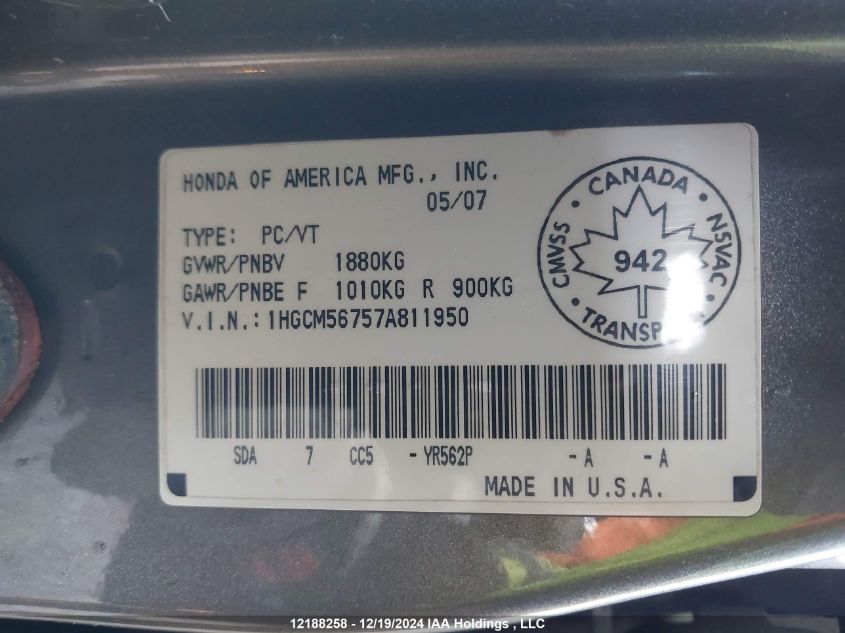 HONDA OF AMERICA MFG., INC.
05/07
TYPE: PC/VT
GVWR/PNBV 1880KG
GAWR/PNBE F 1010KG R 900KG
V.I.N.: 1HGCM56757A811950
CANADA
CMVSS
NSVAC
942
TRANSP
SDA 7 CC5 - YR562P - A - A
MADE IN U.S.A.
12188258 - 12/19/2024 IAA Holdings , LLC